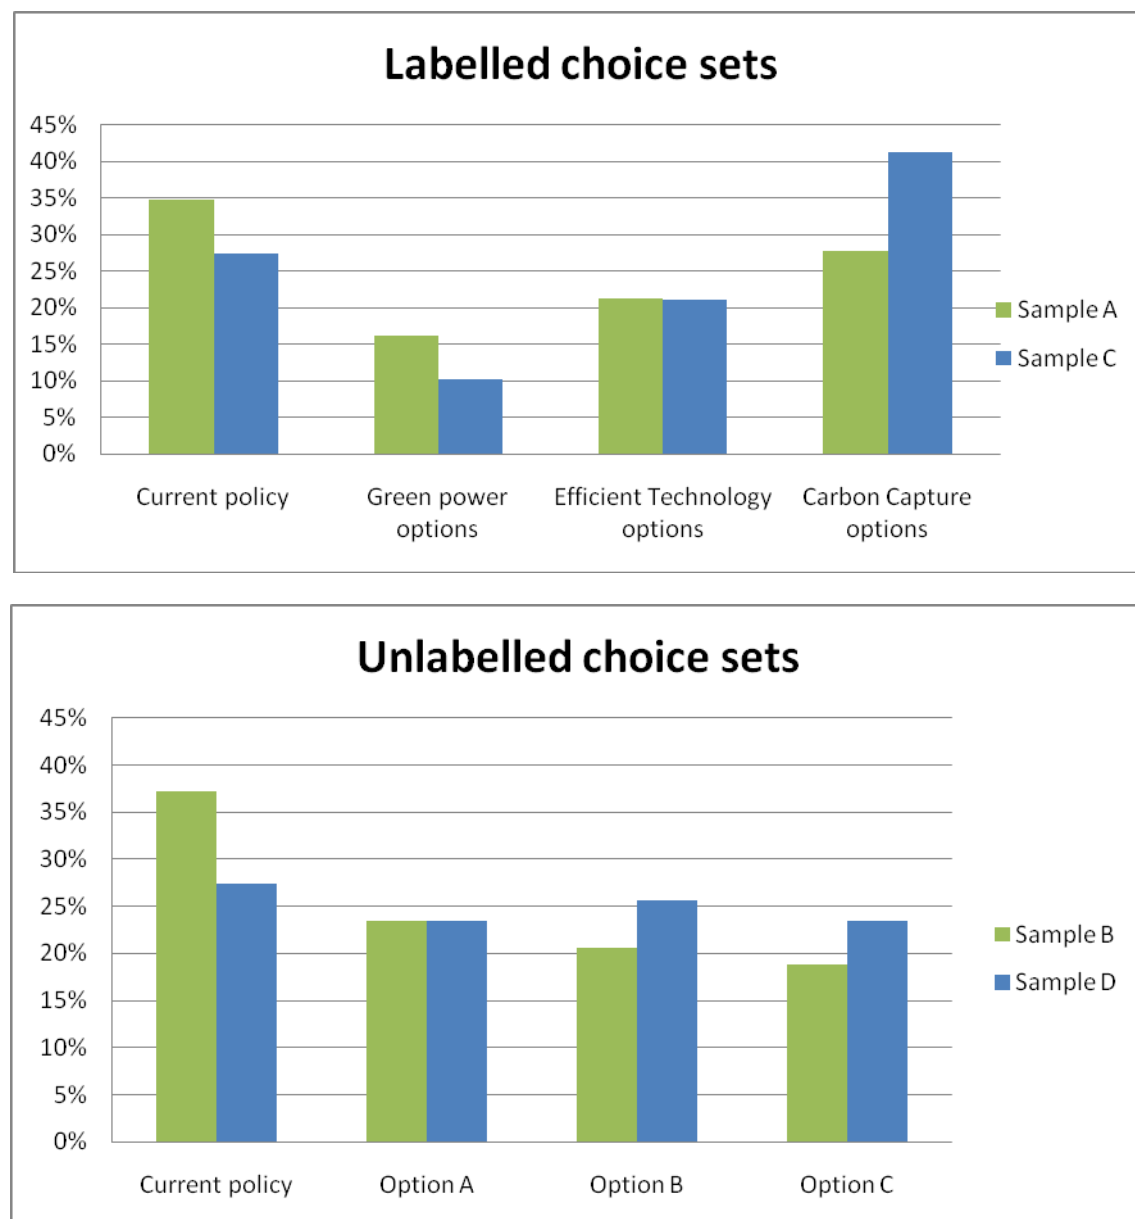 Labelled choice sets
45%
40%
35%
30%
25%
20%
15%
10%
5%
0%
Current policy
Green power
options
Efficient Technology
options
Carbon Capture
options
Sample A
Sample C
Unlabelled choice sets
45%
40%
35%
30%
25%
20%
15%
10%
5%
0%
Current policy
Option A
Option B
Option C
Sample B
Sample D